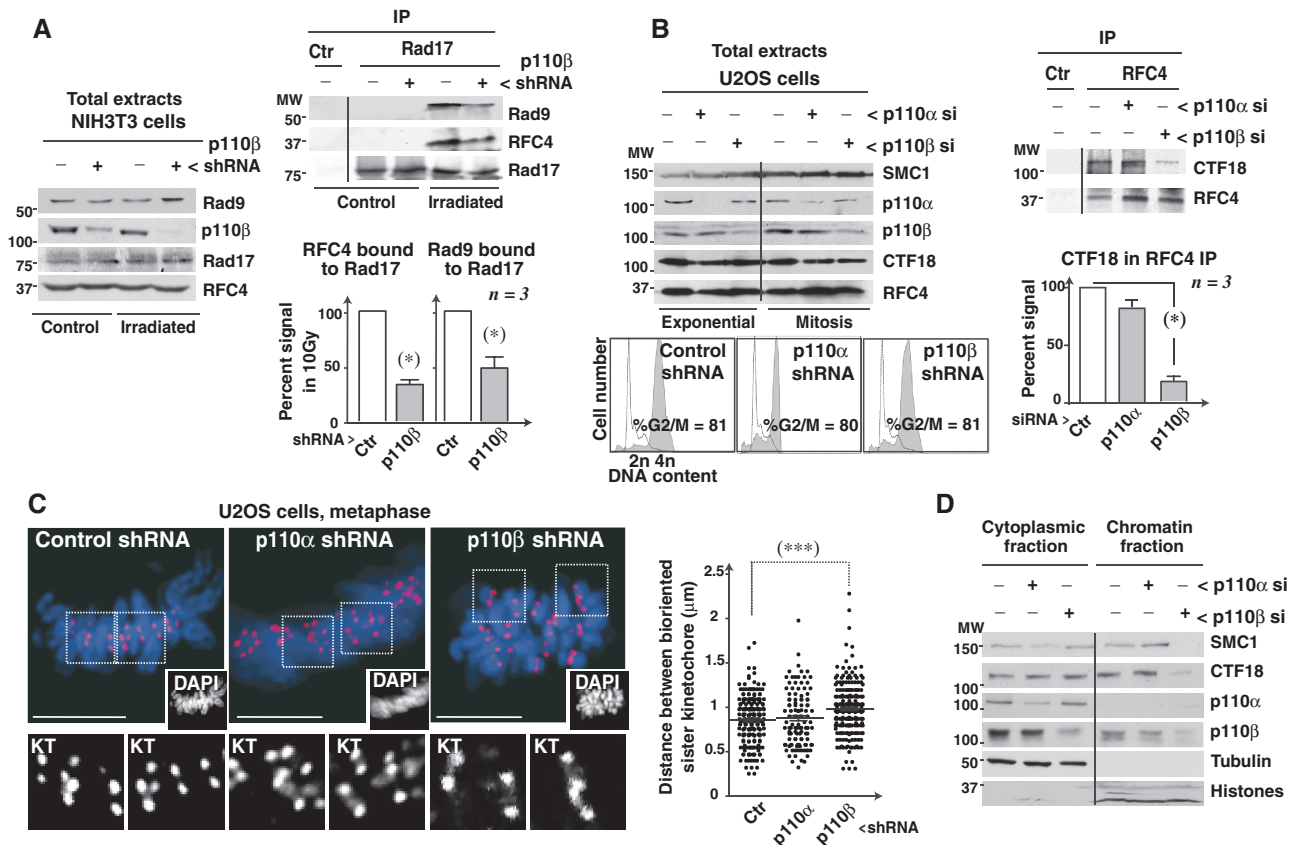 A
Total extracts
NIH3T3 cells
p110β
− + − + < shRNA
50
Rad9
100
p110β
75
Rad17
37
RFC4
Control Irradiated
IP
Ctr Rad17
p110β
− − + − + < shRNA
MW
50
Rad9
37
RFC4
75
Rad17
Control Irradiated
RFC4 bound
to Rad17
Rad9 bound
to Rad17
n = 3
Percent signal
in 10Gy
100
50
0
(*)
(*)
shRNA >
Ctr
p110β
Ctr
p110β
B
Total extracts
U2OS cells
− + − − + − < p110α si
− − + − − + < p110β si
MW
150
SMC1
100
p110α
100
p110β
100
CTF18
37
RFC4
Exponential Mitosis
Cell number
Control
shRNA
%G2/M = 81
p110α
shRNA
%G2/M = 80
p110β
shRNA
%G2/M = 81
2n 4n
DNA content
IP
Ctr RFC4
− − + − < p110α si
− − − + < p110β si
MW
100
CTF18
37
RFC4
CTF18 in RFC4 IP
n = 3
Percent signal
100
50
0
(*)
siRNA >
Ctr
p110α
p110β
C
U2OS cells, metaphase
Control shRNA
p110α shRNA
p110β shRNA
DAPI
DAPI
DAPI
KT
KT
KT
KT
KT
KT
Distance between bioriented
sister kinetochore (μm)
2.5
2
1.5
1
0.5
0
(***)
Ctr
p110α
p110β
<shRNA
D
Cytoplasmic
fraction
Chromatin
fraction
− + − − + − < p110α si
− − + − − + < p110β si
MW
150
SMC1
100
CTF18
100
p110α
100
p110β
50
Tubulin
37
Histones